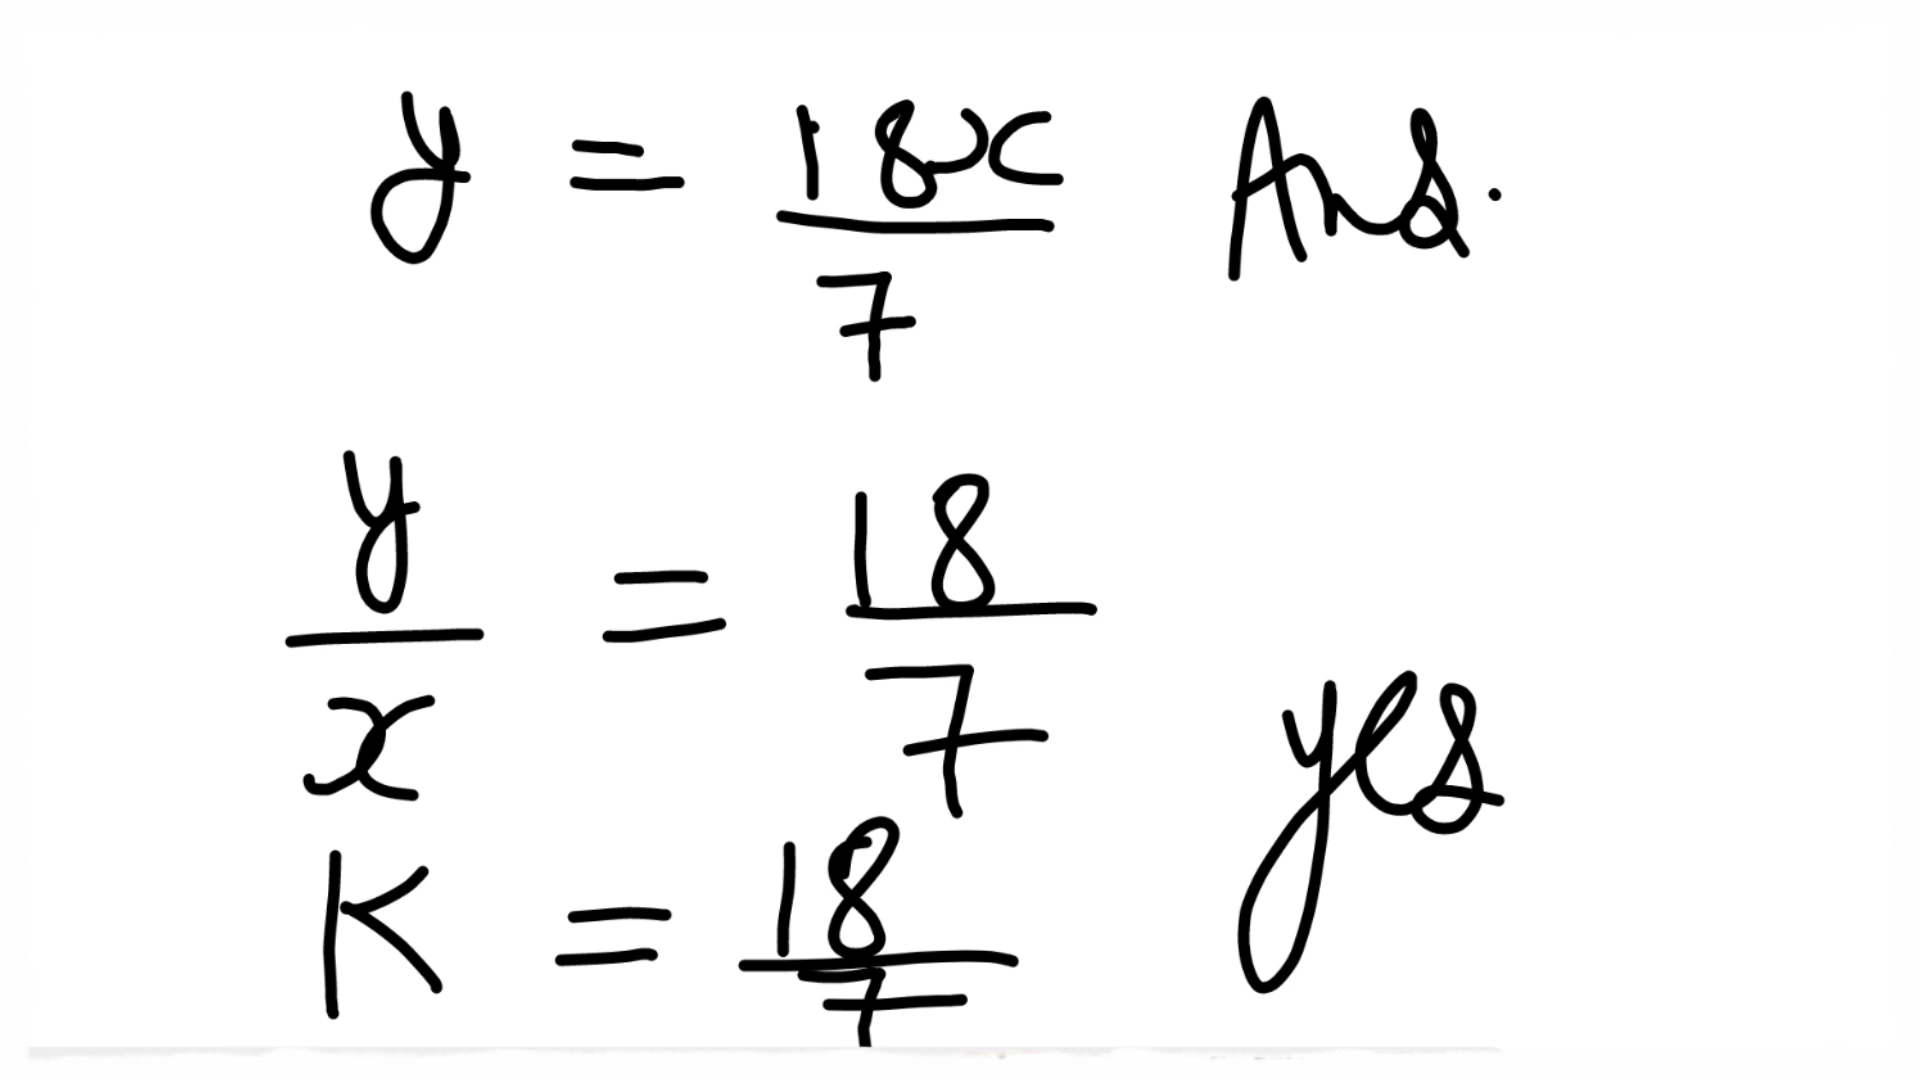 y = 18x/7 Ans.
y/x = 18/7
yes
K = 18/7